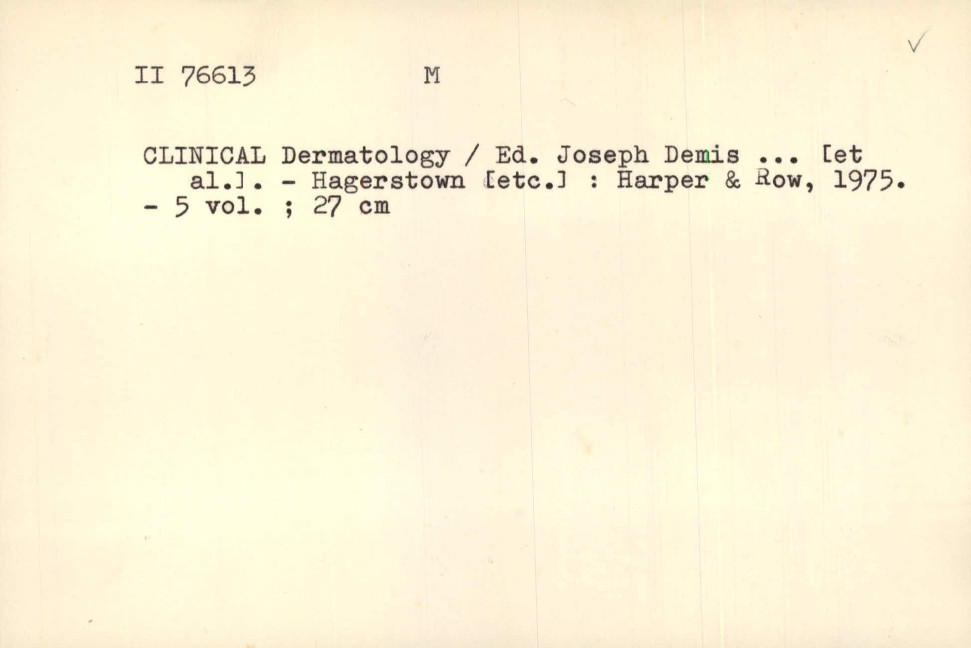 II 76613 M
CLINICAL Dermatology / Ed. Joseph Demis ... [et
al.]. - Hagerstown [etc.] : Harper & Row, 1975.
- 5 vol. ; 27 cm